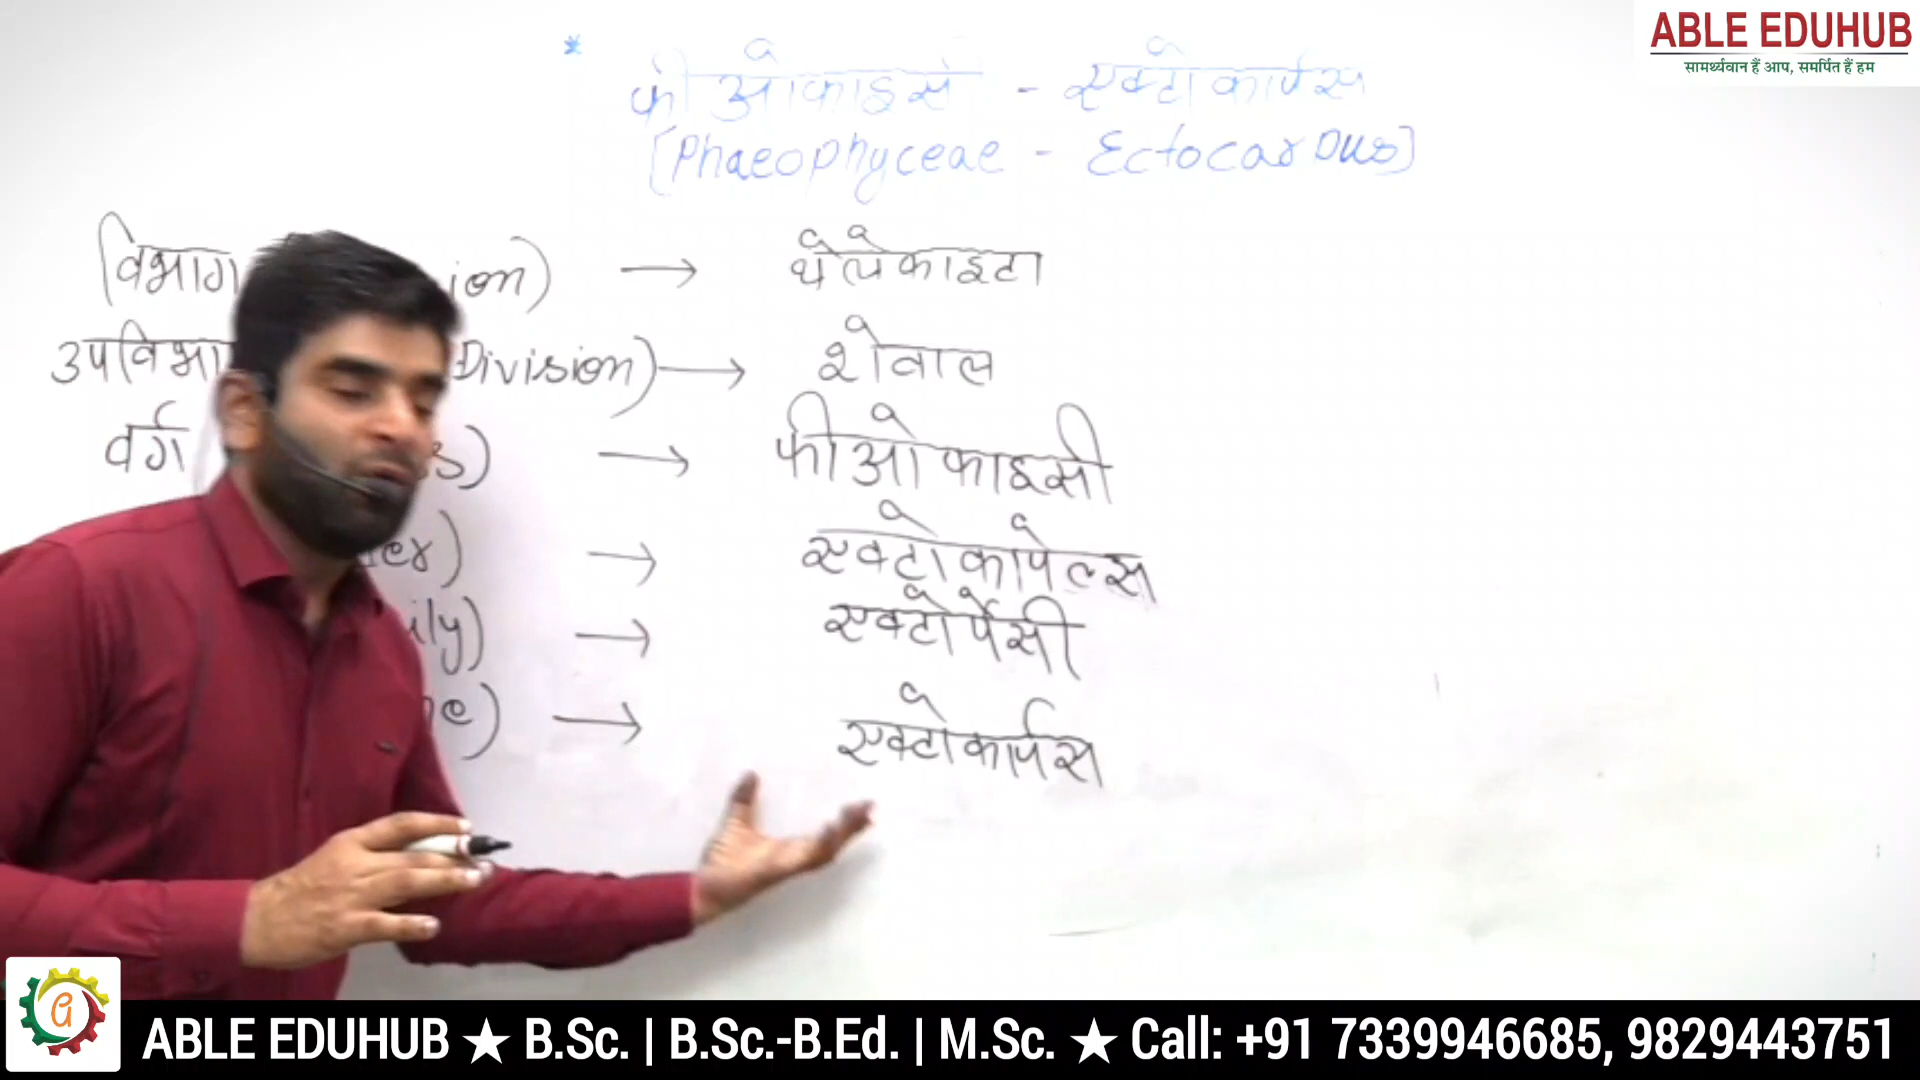 ABLE EDUHUB
सामर्थ्यवान हैं आप, समर्पित हैं हम
* फीओफाइसी - एक्टोकार्पस
[Phaeophyceae - Ectocarpus]
विभाग ion) → थैलेफाइटा
उपविभा Division) → शैवाल
वर्ग s) → फीओफाइसी
er) → एक्टोकार्पेल्स
ily) → एक्टोर्पेसी
e) → एक्टोकार्पस
G
ABLE EDUHUB ★ B.Sc. | B.Sc.-B.Ed. | M.Sc. ★ Call: +91 7339946685, 9829443751